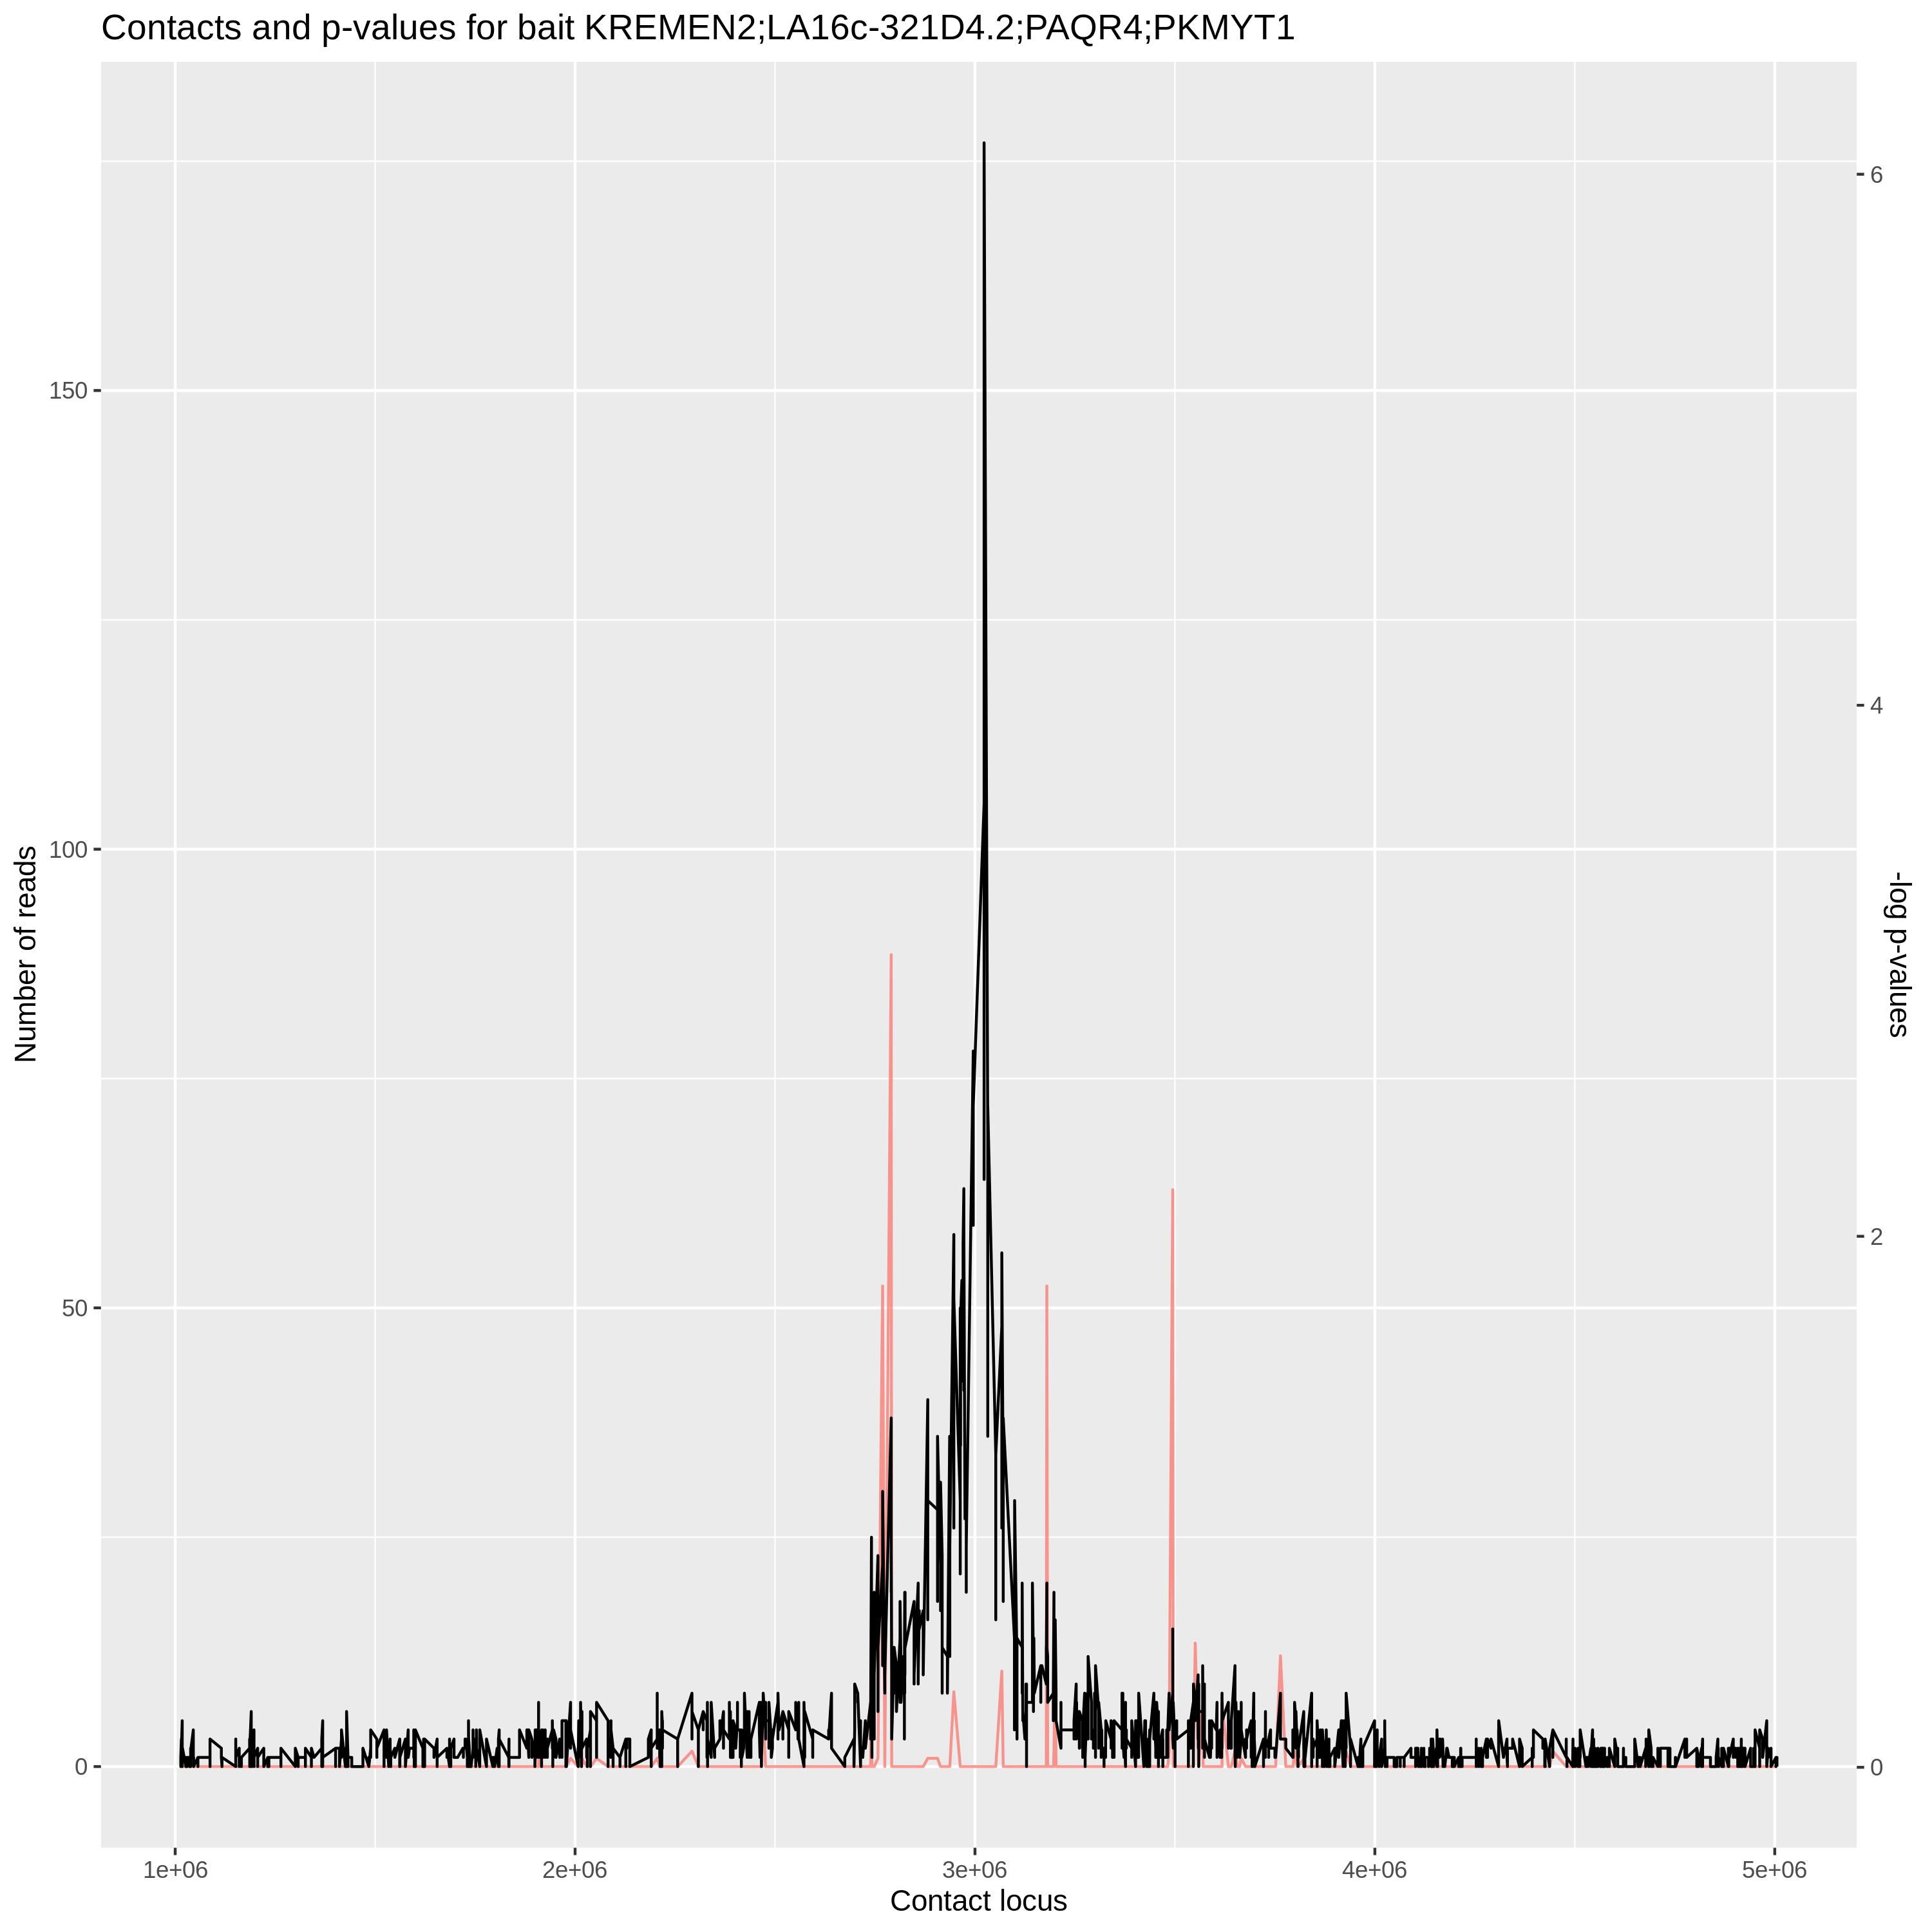 Contacts and p-values for bait KREMEN2;LA16c-321D4.2;PAQR4;PKMYT1
Number of reads
150
100
50
0
6
4
2
0
-log p-values
1e+06
2e+06
3e+06
4e+06
5e+06
Contact locus